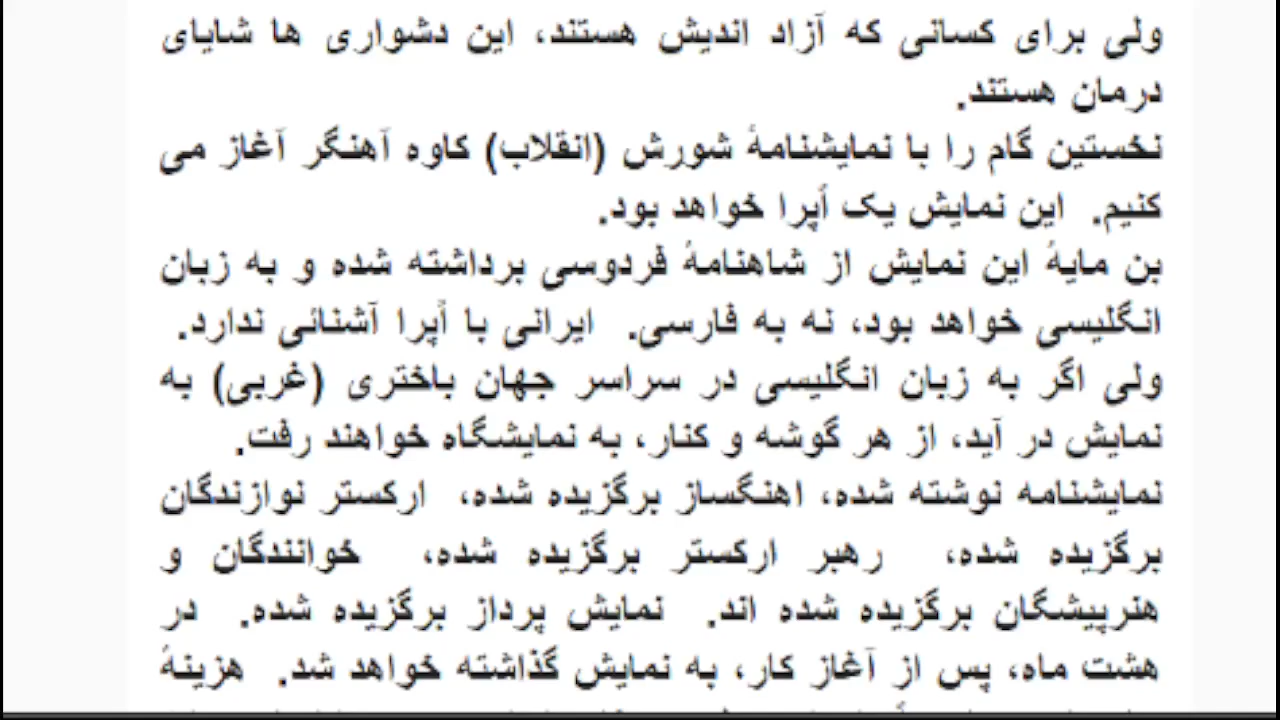 ولی برای کسانی که آزاد اندیش هستند، این دشواری ها شایای
درمان هستند.
نخستین گام را با نمایشنامهٔ شورش (انقلاب) کاوه آهنگر آغاز می
کنیم. این نمایش یک اُپرا خواهد بود.
بن مایهٔ این نمایش از شاهنامهٔ فردوسی برداشته شده و به زبان
انگلیسی خواهد بود، نه به فارسی. ایرانی با اُپرا آشنائی ندارد.
ولی اگر به زبان انگلیسی در سراسر جهان باختری (غربی) به
نمایش در آید، از هر گوشه و کنار، به نمایشگاه خواهند رفت.
نمایشنامه نوشته شده، اهنگساز برگزیده شده، ارکستر نوازندگان
برگزیده شده، رهبر ارکستر برگزیده شده، خوانندگان و
هنرپیشگان برگزیده شده اند. نمایش پرداز برگزیده شده. در
هشت ماه، پس از آغاز کار، به نمایش گذاشته خواهد شد. هزینهٔ